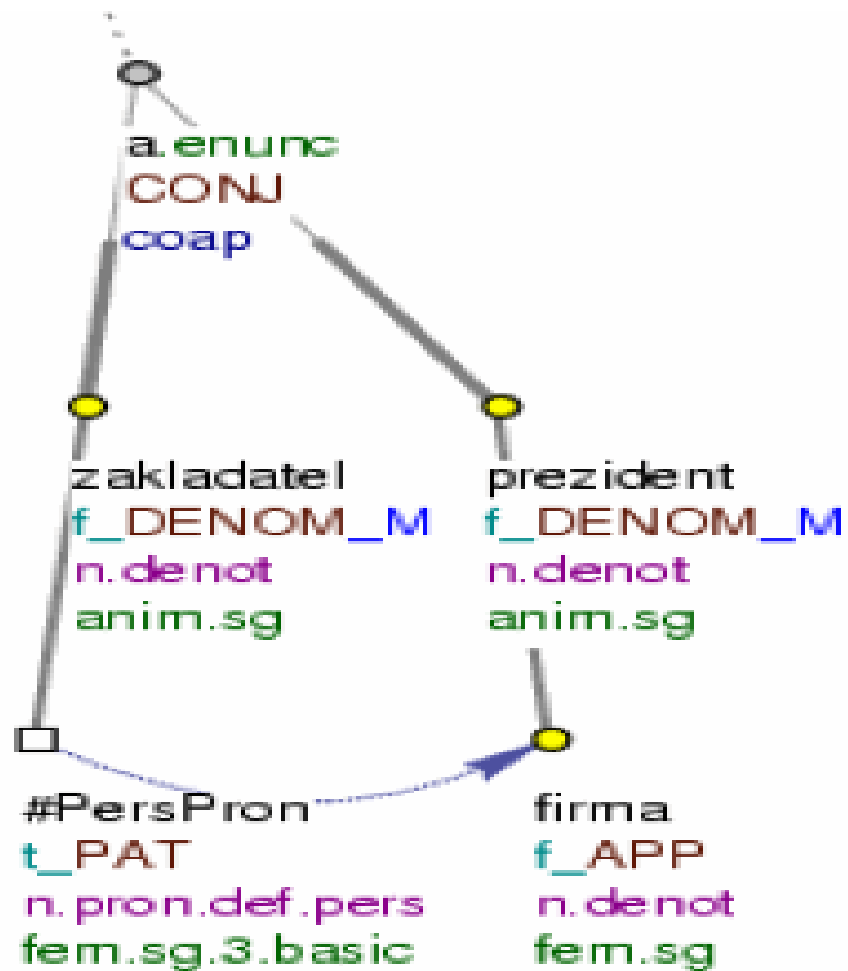 a.enunc
CONJ
coap
zakladatel
f_DENOM_M
n.denot
anim.sg
prezident
f_DENOM_M
n.denot
anim.sg
#PersPron
t_PAT
n.pron.def.pers
fem.sg.3.basic
firma
f_APP
n.denot
fem.sg